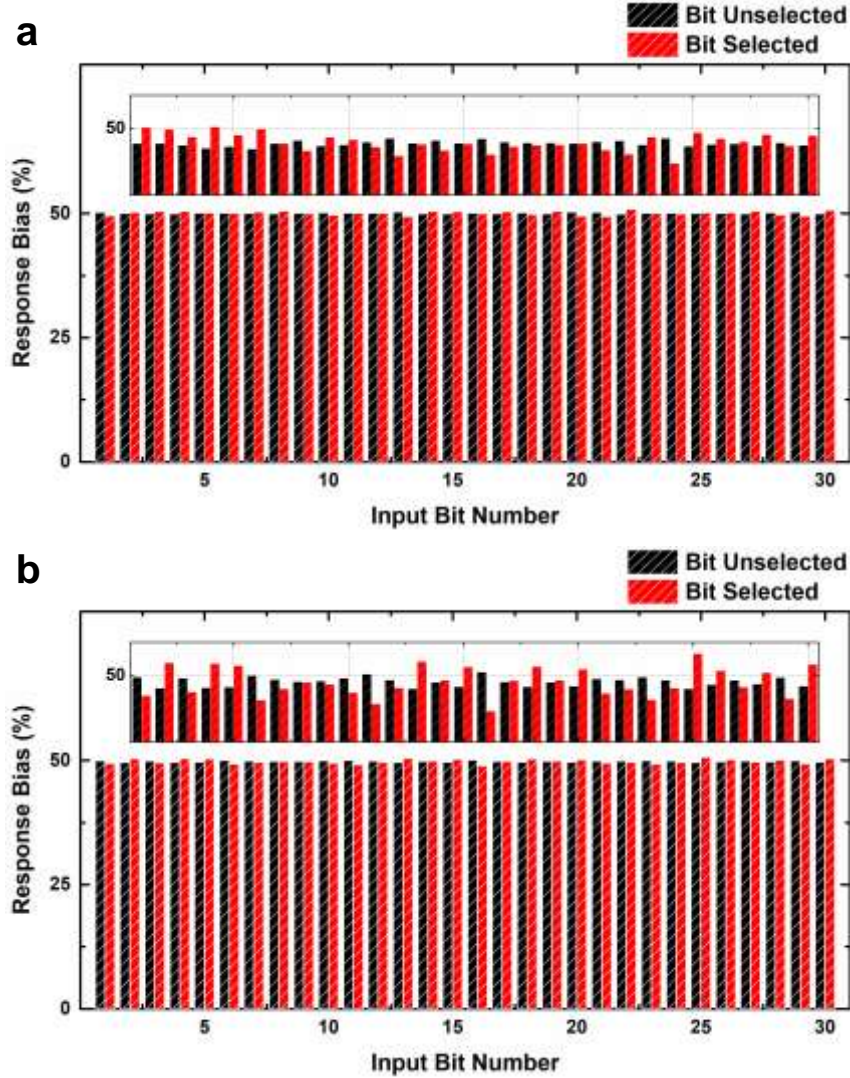 a
Bit Unselected
Bit Selected
50
50
25
0
Response Bias (%)
5 10 15 20 25 30
Input Bit Number
b
Bit Unselected
Bit Selected
50
50
25
0
Response Bias (%)
5 10 15 20 25 30
Input Bit Number